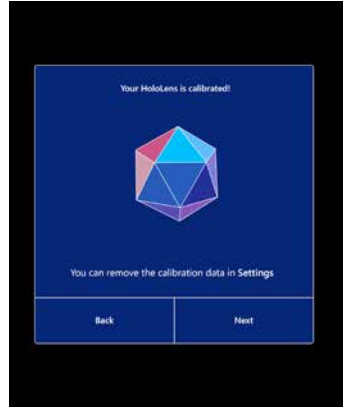 Your HoloLens is calibrated!
You can remove the calibration data in Settings
Back
Next